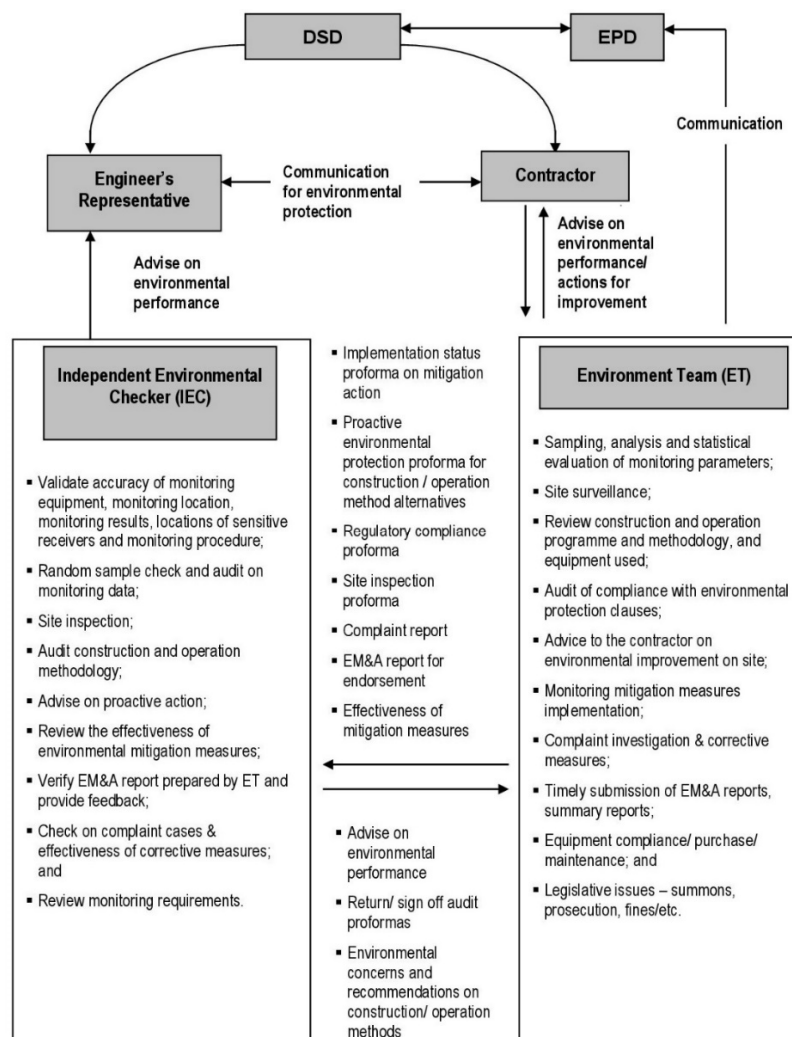 DSD
EPD
Communication
Engineer's
Representative
Communication
for environmental
protection
Contractor
Advise on
environmental
performance
Advise on
environmental
performance/
actions for
improvement
Independent Environmental
Checker (IEC)
▪ Validate accuracy of monitoring
equipment, monitoring location,
monitoring results, locations of sensitive
receivers and monitoring procedure;
▪ Random sample check and audit on
monitoring data;
▪ Site inspection;
▪ Audit construction and operation
methodology;
▪ Advise on proactive action;
▪ Review the effectiveness of
environmental mitigation measures;
▪ Verify EM&A report prepared by ET and
provide feedback;
▪ Check on complaint cases &
effectiveness of corrective measures;
and
▪ Review monitoring requirements.
▪ Implementation status
proforma on mitigation
action
▪ Proactive
environmental
protection proforma for
construction / operation
method alternatives
▪ Regulatory compliance
proforma
▪ Site inspection
proforma
▪ Complaint report
▪ EM&A report for
endorsement
▪ Effectiveness of
mitigation measures
▪ Advise on
environmental
performance
▪ Return/ sign off audit
proformas
▪ Environmental
concerns and
recommendations on
construction/ operation
methods
Environment Team (ET)
▪ Sampling, analysis and statistical
evaluation of monitoring parameters;
▪ Site surveillance;
▪ Review construction and operation
programme and methodology, and
equipment used;
▪ Audit of compliance with environmental
protection clauses;
▪ Advice to the contractor on
environmental improvement on site;
▪ Monitoring mitigation measures
implementation;
▪ Complaint investigation & corrective
measures;
▪ Timely submission of EM&A reports,
summary reports;
▪ Equipment compliance/ purchase/
maintenance; and
▪ Legislative issues – summons,
prosecution, fines/etc.